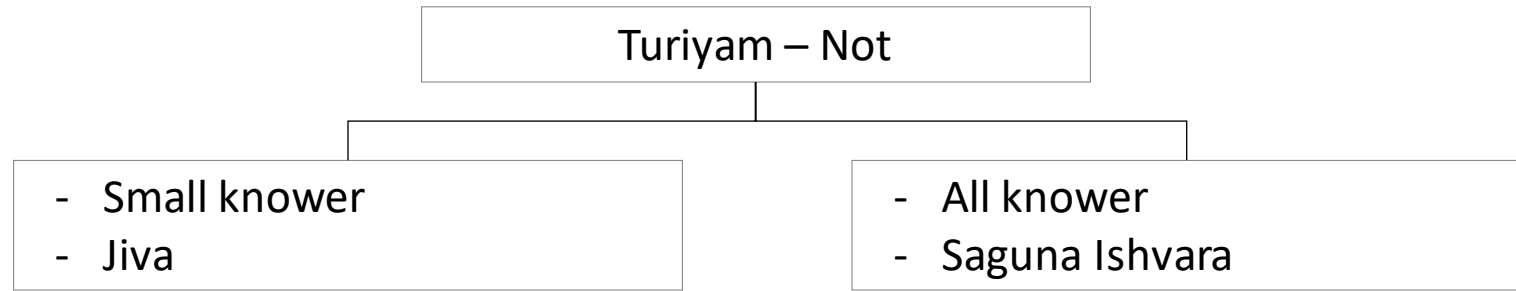 Turiyam – Not
- Small knower
- Jiva
- All knower
- Saguna Ishvara